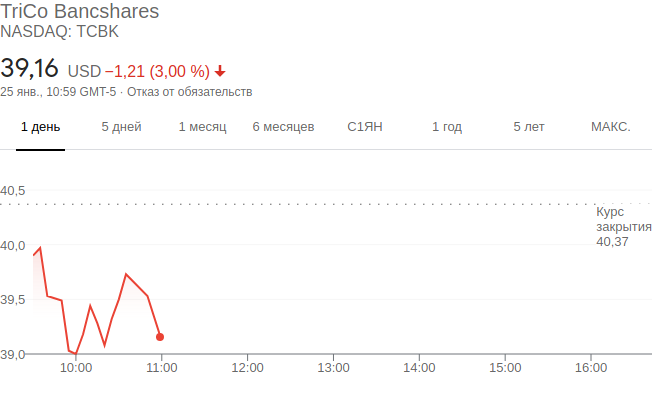 TriCo Bancshares
NASDAQ: TCBK
39,16 USD −1,21 (3,00 %)
25 янв., 10:59 GMT-5 · Отказ от обязательств
1 день 5 дней 1 месяц 6 месяцев С1ЯН 1 год 5 лет МАКС.
40,5
Курс
закрытия
40,37
40,0
39,5
39,0
10:00 11:00 12:00 13:00 14:00 15:00 16:00